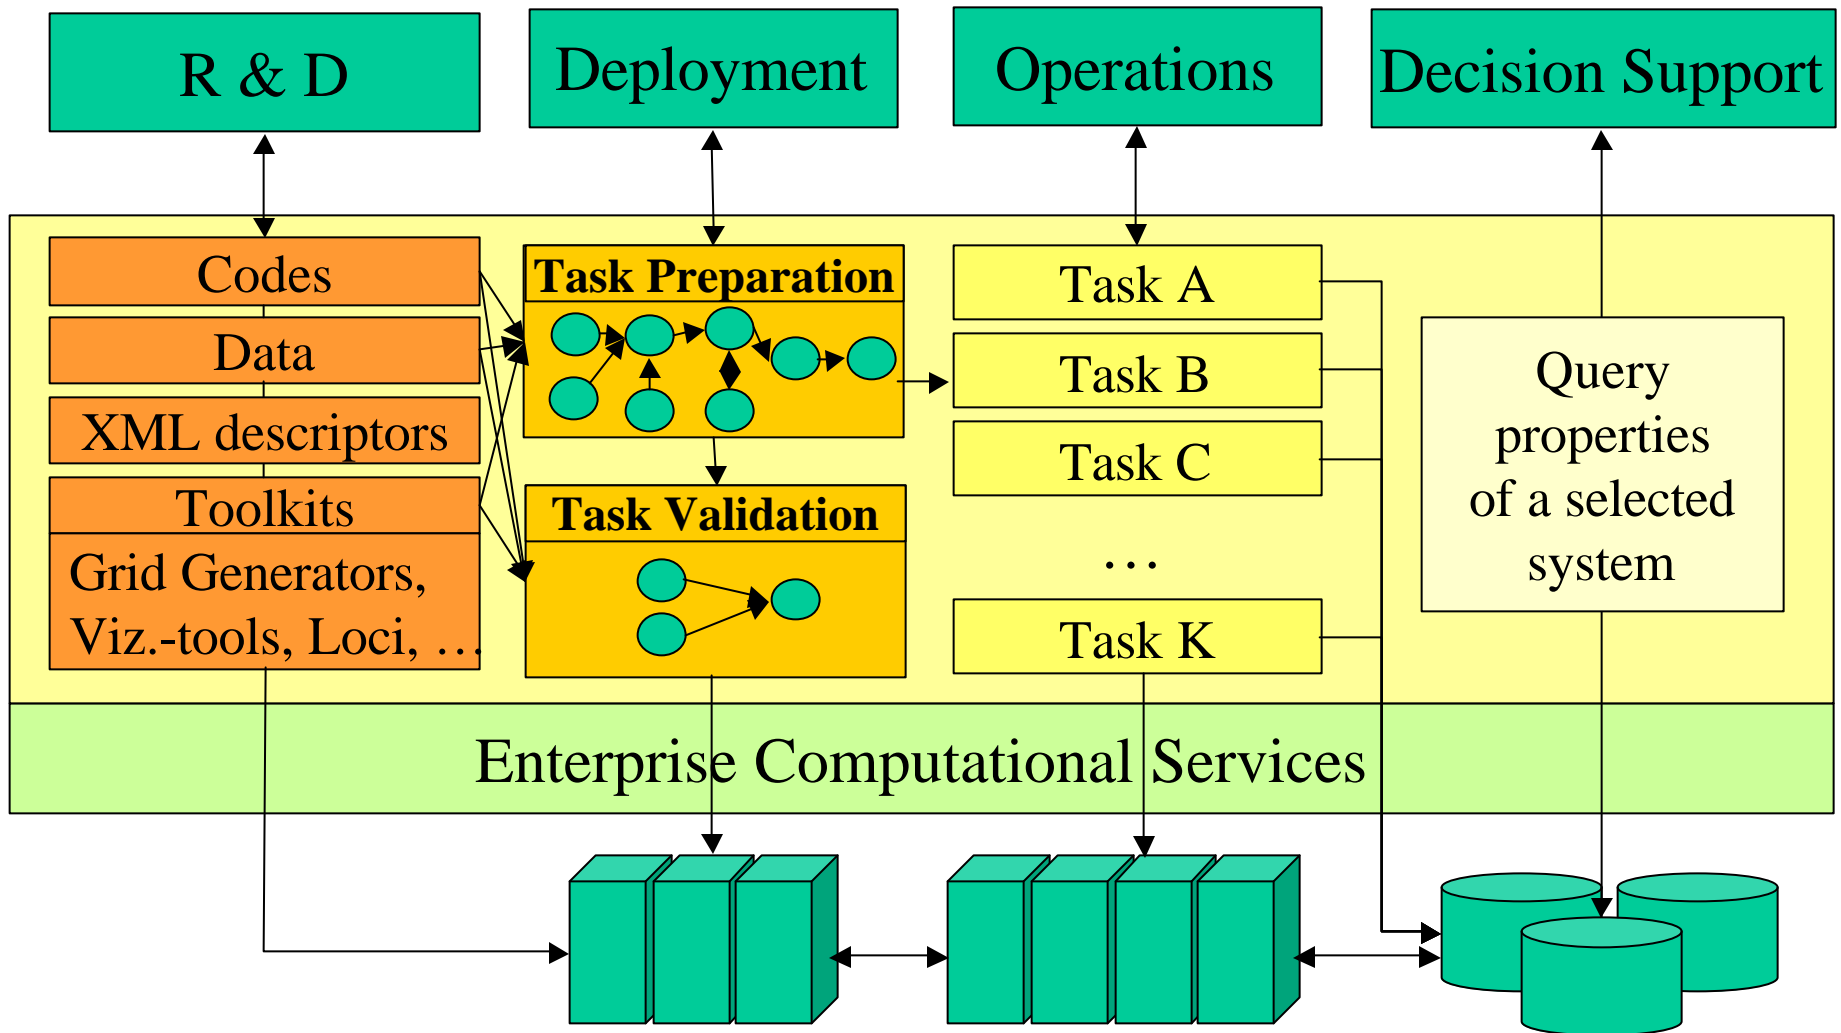 R & D
Deployment
Operations
Decision Support
Codes
Data
XML descriptors
Toolkits
Grid Generators,
Viz.-tools, Loci, …
Task Preparation
Task Validation
Task A
Task B
Task C
…
Task K
Query
properties
of a selected
system
Enterprise Computational Services